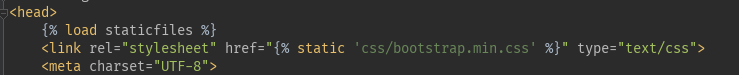 <head>
{% load staticfiles %}
<link rel="stylesheet" href="{% static 'css/bootstrap.min.css' %}" type="text/css">
<meta charset="UTF-8">